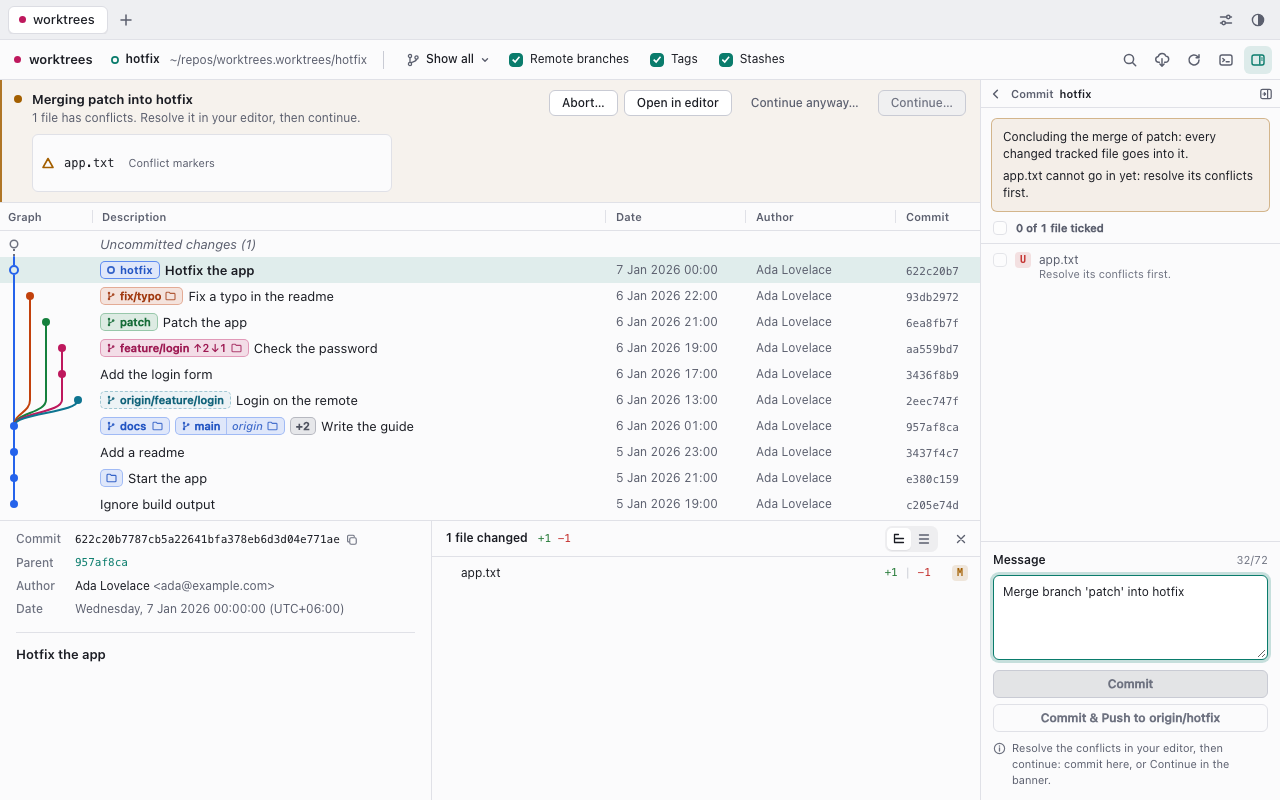 worktrees
worktrees hotfix ~/repos/worktrees.worktrees/hotfix Show all Remote branches Tags Stashes
Merging patch into hotfix
1 file has conflicts. Resolve it in your editor, then continue.
Abort... Open in editor Continue anyway... Continue...
app.txt Conflict markers
Graph Description Date Author Commit
Uncommitted changes (1)
hotfix Hotfix the app 7 Jan 2026 00:00 Ada Lovelace 622c20b7
fix/typo Fix a typo in the readme 6 Jan 2026 22:00 Ada Lovelace 93db2972
patch Patch the app 6 Jan 2026 21:00 Ada Lovelace 6ea8fb7f
feature/login ↑2↓1 Check the password 6 Jan 2026 19:00 Ada Lovelace aa559bd7
Add the login form 6 Jan 2026 17:00 Ada Lovelace 3436f8b9
origin/feature/login Login on the remote 6 Jan 2026 13:00 Ada Lovelace 2eec747f
docs main origin +2 Write the guide 6 Jan 2026 01:00 Ada Lovelace 957af8ca
Add a readme 5 Jan 2026 23:00 Ada Lovelace 3437f4c7
Start the app 5 Jan 2026 21:00 Ada Lovelace e380c159
Ignore build output 5 Jan 2026 19:00 Ada Lovelace c205e74d
Commit 622c20b7787cb5a22641bfa378eb6d3d04e771ae
Parent 957af8ca
Author Ada Lovelace <ada@example.com>
Date Wednesday, 7 Jan 2026 00:00:00 (UTC+06:00)
Hotfix the app
1 file changed +1 −1
app.txt +1 −1 M
Commit hotfix
Concluding the merge of patch: every
changed tracked file goes into it.
app.txt cannot go in yet: resolve its conflicts
first.
0 of 1 file ticked
U app.txt
Resolve its conflicts first.
Message 32/72
Merge branch 'patch' into hotfix
Commit
Commit & Push to origin/hotfix
Resolve the conflicts in your editor, then
continue: commit here, or Continue in the
banner.